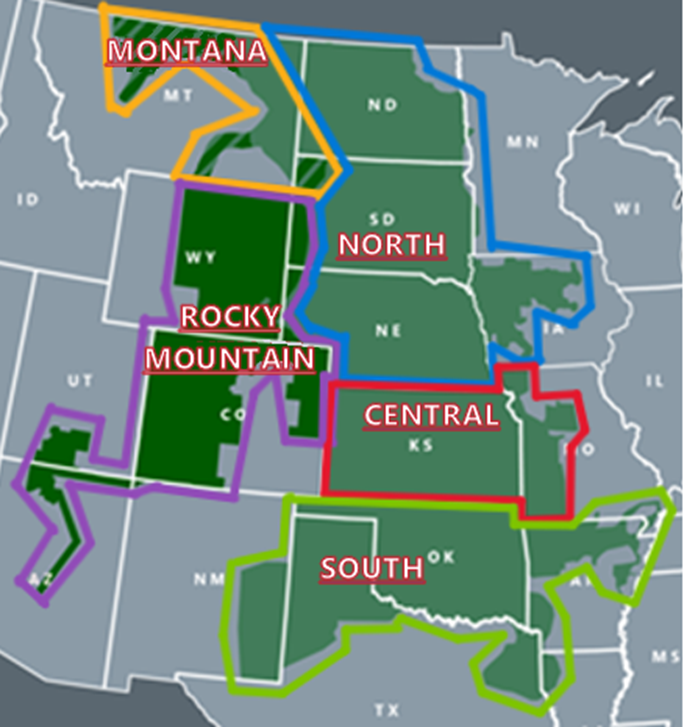 MONTANA
MT
ND
MN
ID
WI
SD
NORTH
WY
ROCKY
MOUNTAIN
NE
IA
UT
CO
CENTRAL
KS
IL
MO
SOUTH
OK
AZ
NM
AR
MS
TX